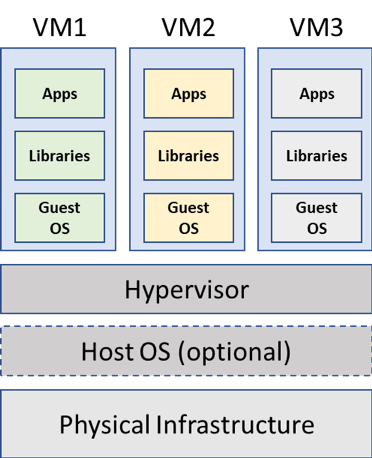 VM1 VM2 VM3
Apps Apps Apps
Libraries Libraries Libraries
Guest Guest Guest
OS OS OS
Hypervisor
Host OS (optional)
Physical Infrastructure